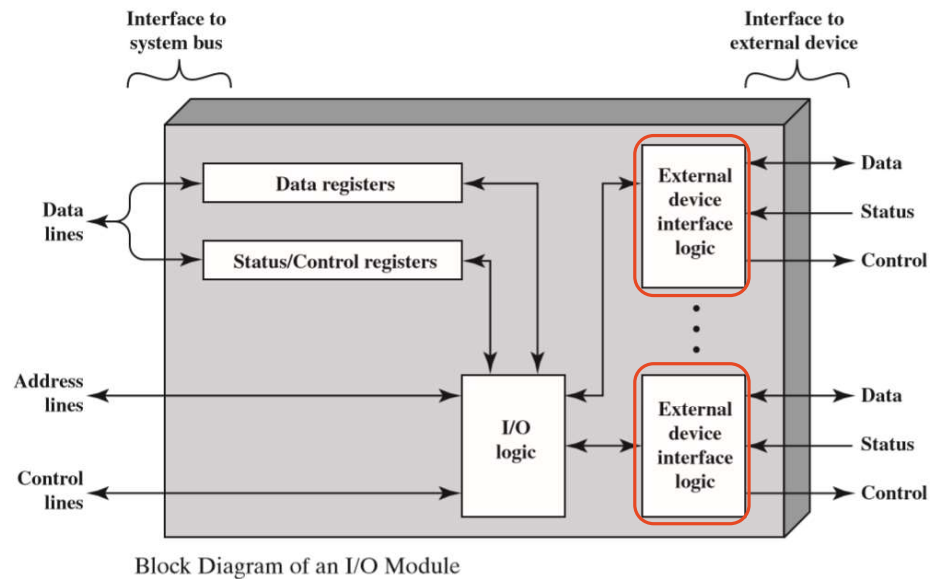 Interface to
system bus
Interface to
external device
Data registers
Status/Control registers
Data
lines
Address
lines
Control
lines
I/O
logic
External
device
interface
logic
Data
Status
Control
External
device
interface
logic
Data
Status
Control
Block Diagram of an I/O Module